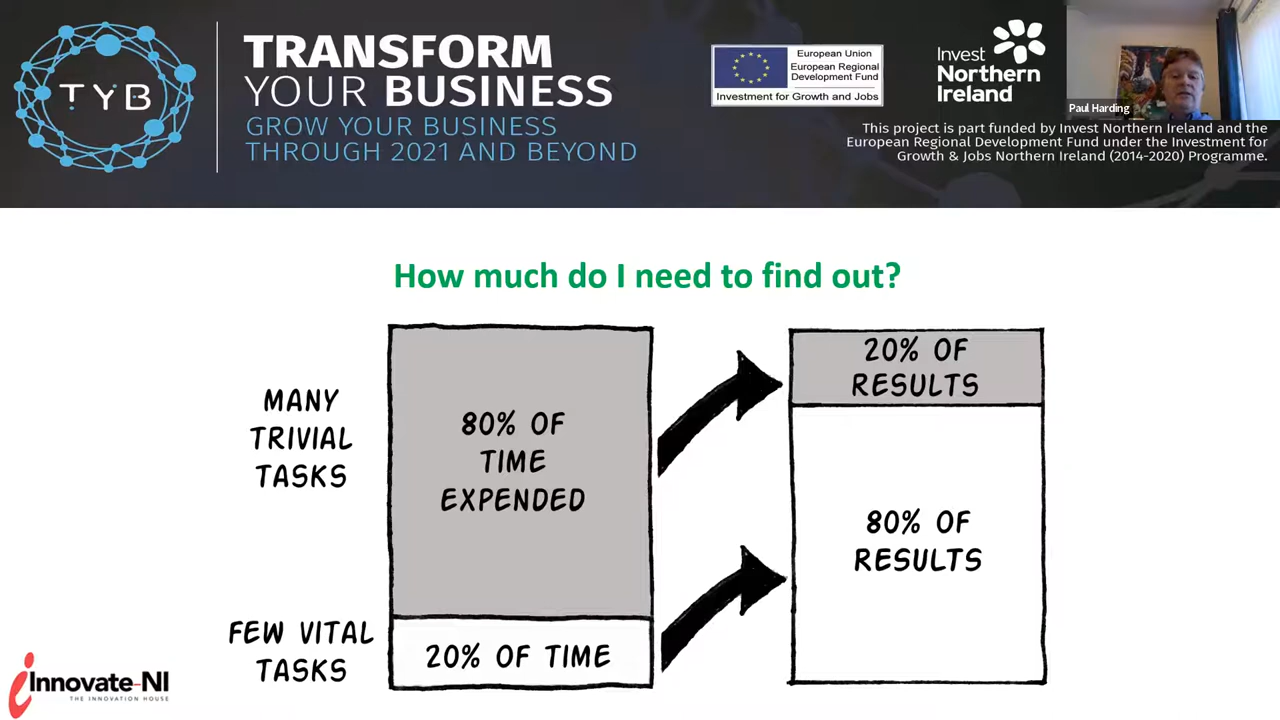 TYB
TRANSFORM
YOUR BUSINESS
GROW YOUR BUSINESS
THROUGH 2021 AND BEYOND
European Union
European Regional
Development Fund
Investment for Growth and Jobs
Invest
Northern
Ireland
Paul Harding
This project is part funded by Invest Northern Ireland and the
European Regional Development Fund under the Investment for
Growth & Jobs Northern Ireland (2014-2020) Programme.
How much do I need to find out?
MANY
TRIVIAL
TASKS
80% OF
TIME
EXPENDED
20% OF
RESULTS
80% OF
RESULTS
FEW VITAL
TASKS
20% OF TIME
innovate-NI
THE INNOVATION HOUSE